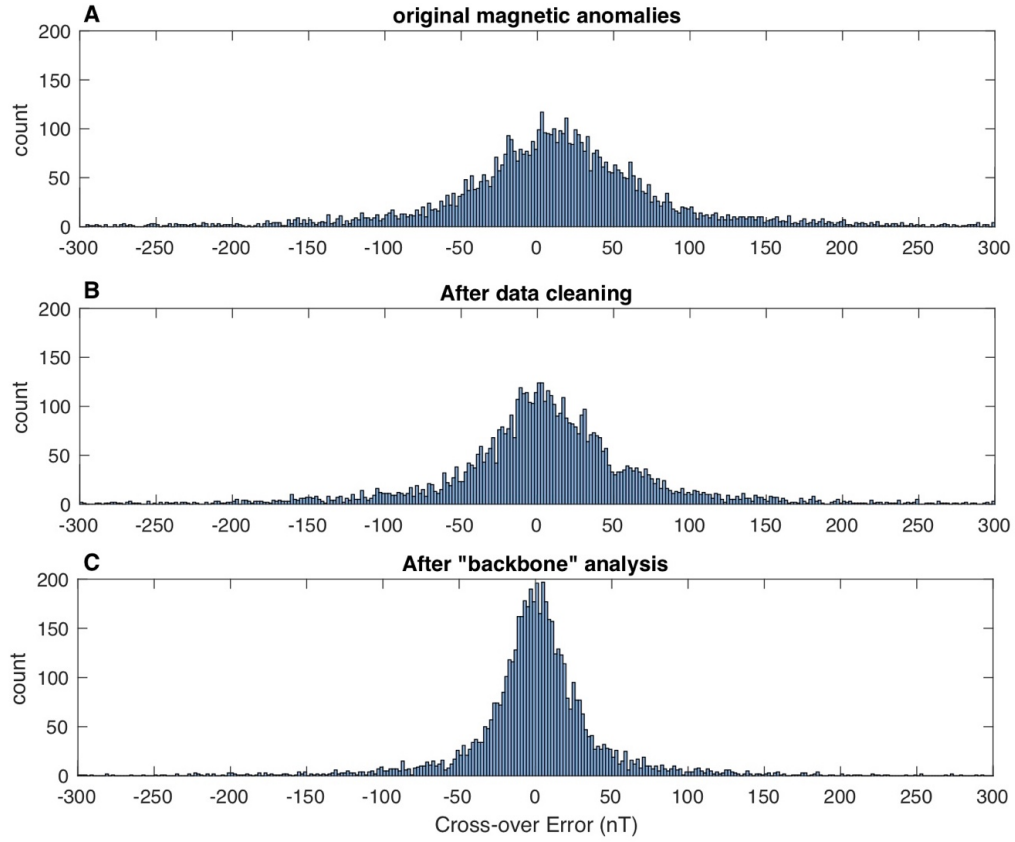 A
original magnetic anomalies
200
150
100
50
0
count
-300 -250 -200 -150 -100 -50 0 50 100 150 200 250 300
B
After data cleaning
200
150
100
50
0
count
-300 -250 -200 -150 -100 -50 0 50 100 150 200 250 300
C
After "backbone" analysis
200
150
100
50
0
count
-300 -250 -200 -150 -100 -50 0 50 100 150 200 250 300
Cross-over Error (nT)